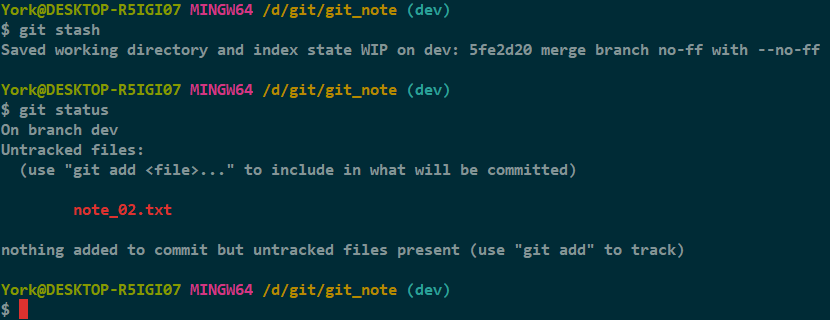 York@DESKTOP-R5IGI07 MINGW64 /d/git/git_note (dev)
$ git stash
Saved working directory and index state WIP on dev: 5fe2d20 merge branch no-ff with --no-ff
York@DESKTOP-R5IGI07 MINGW64 /d/git/git_note (dev)
$ git status
On branch dev
Untracked files:
  (use "git add <file>..." to include in what will be committed)
        note_02.txt
nothing added to commit but untracked files present (use "git add" to track)
York@DESKTOP-R5IGI07 MINGW64 /d/git/git_note (dev)
$